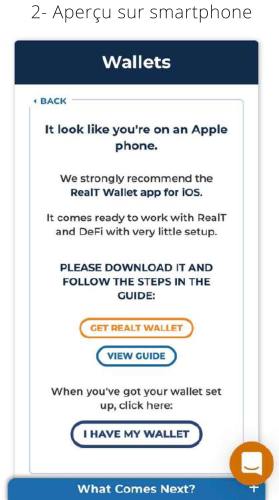 2- Aperçu sur smartphone
Wallets
BACK
It look like you're on an Apple
phone.
We strongly recommend the
RealT Wallet app for iOS.
It comes ready to work with RealT
and DeFi with very little setup.
PLEASE DOWNLOAD IT AND
FOLLOW THE STEPS IN THE
GUIDE:
GET REALT WALLET
VIEW GUIDE
When you've got your wallet set
up, click here:
I HAVE MY WALLET
What Comes Next? +